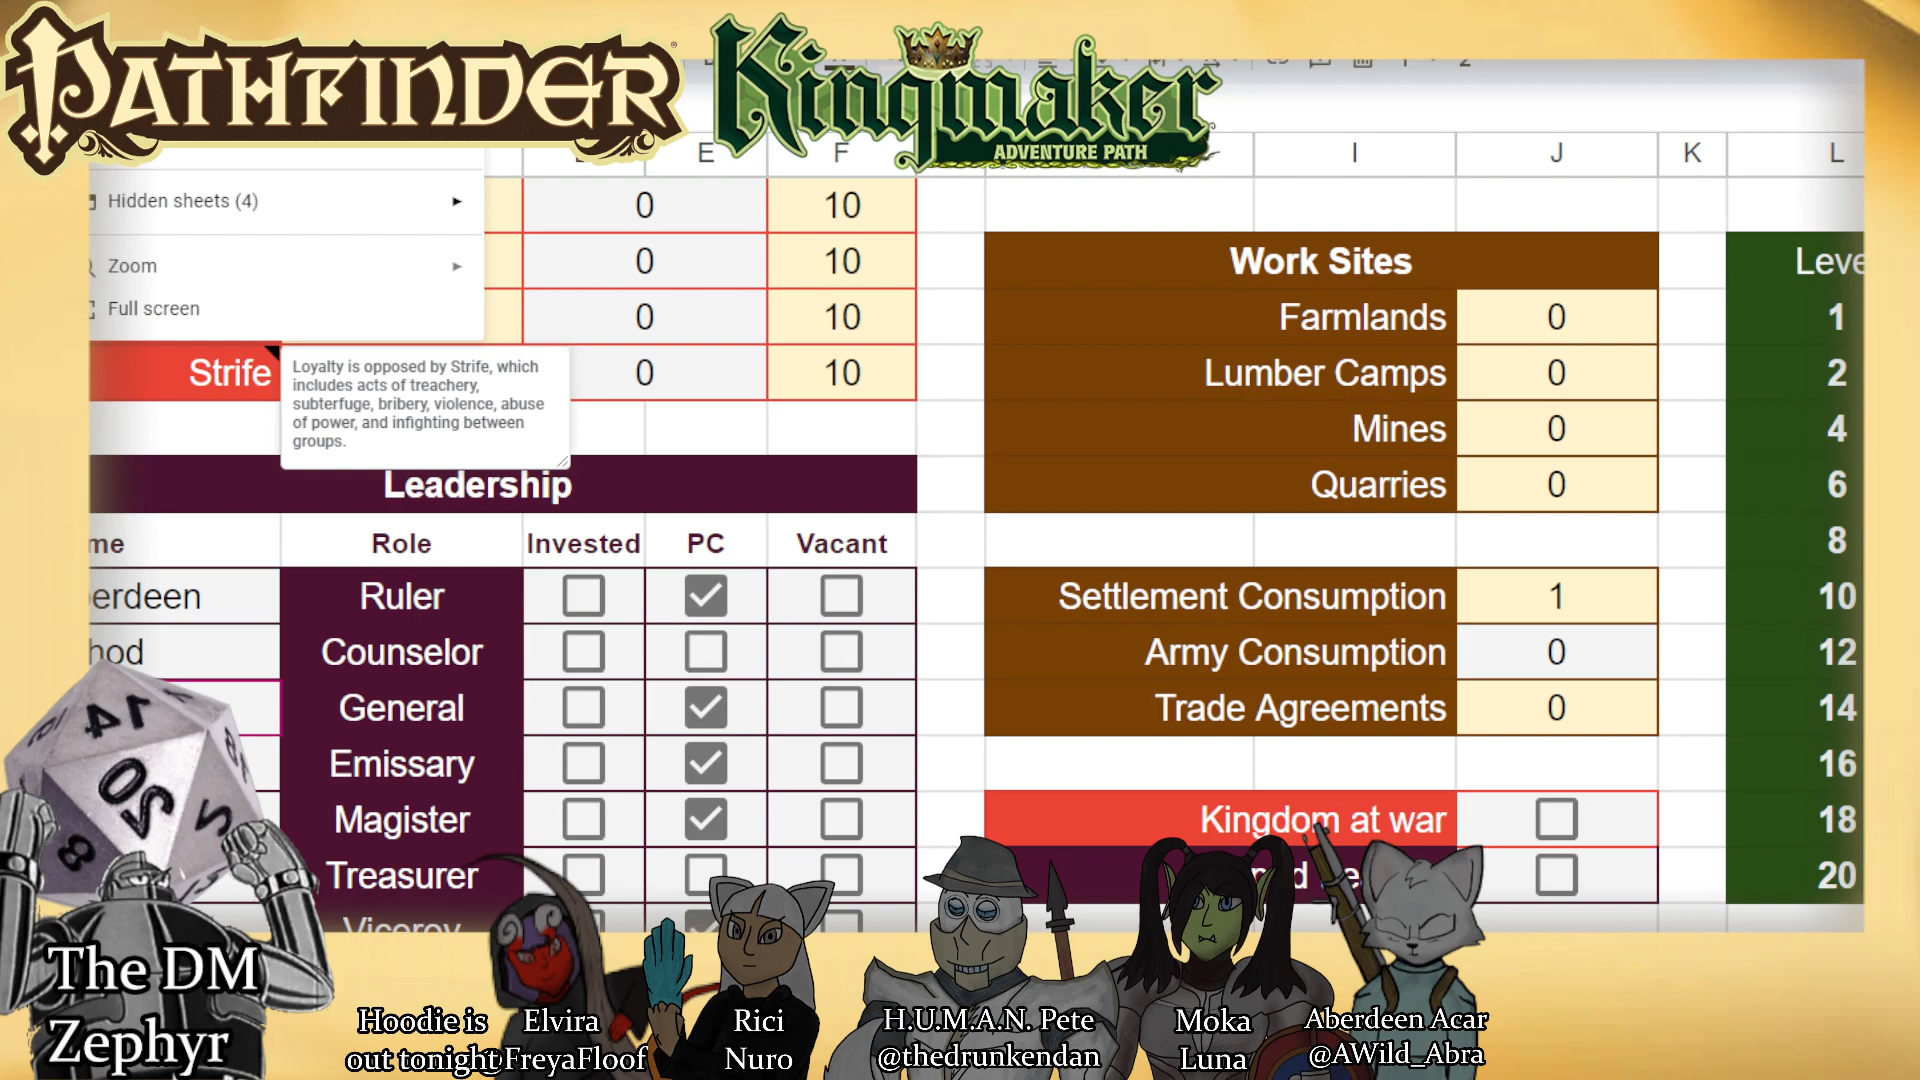 PATHFINDER
Kingmaker
ADVENTURE PATH
E F I J K L
Hidden sheets (4)
Zoom
Full screen
0 10
0 10
0 10
Strife 0 10
Loyalty is opposed by Strife, which
includes acts of treachery,
subterfuge, bribery, violence, abuse
of power, and infighting between
groups.
Leadership
me Role Invested PC Vacant
erdeen Ruler
hod Counselor
General
Emissary
Magister
Treasurer
Viceroy
Work Sites
Farmlands 0
Lumber Camps 0
Mines 0
Quarries 0
Settlement Consumption 1
Army Consumption 0
Trade Agreements 0
Kingdom at war
Leve
1
2
4
6
8
10
12
14
16
18
20
14
20
2
8
The DM
Zephyr
Hoodie is
out tonight
Elvira
FreyaFloof
Rici
Nuro
H.U.M.A.N. Pete
@thedrunkendan
Moka
Luna
Aberdeen Acar
@AWild_Abra